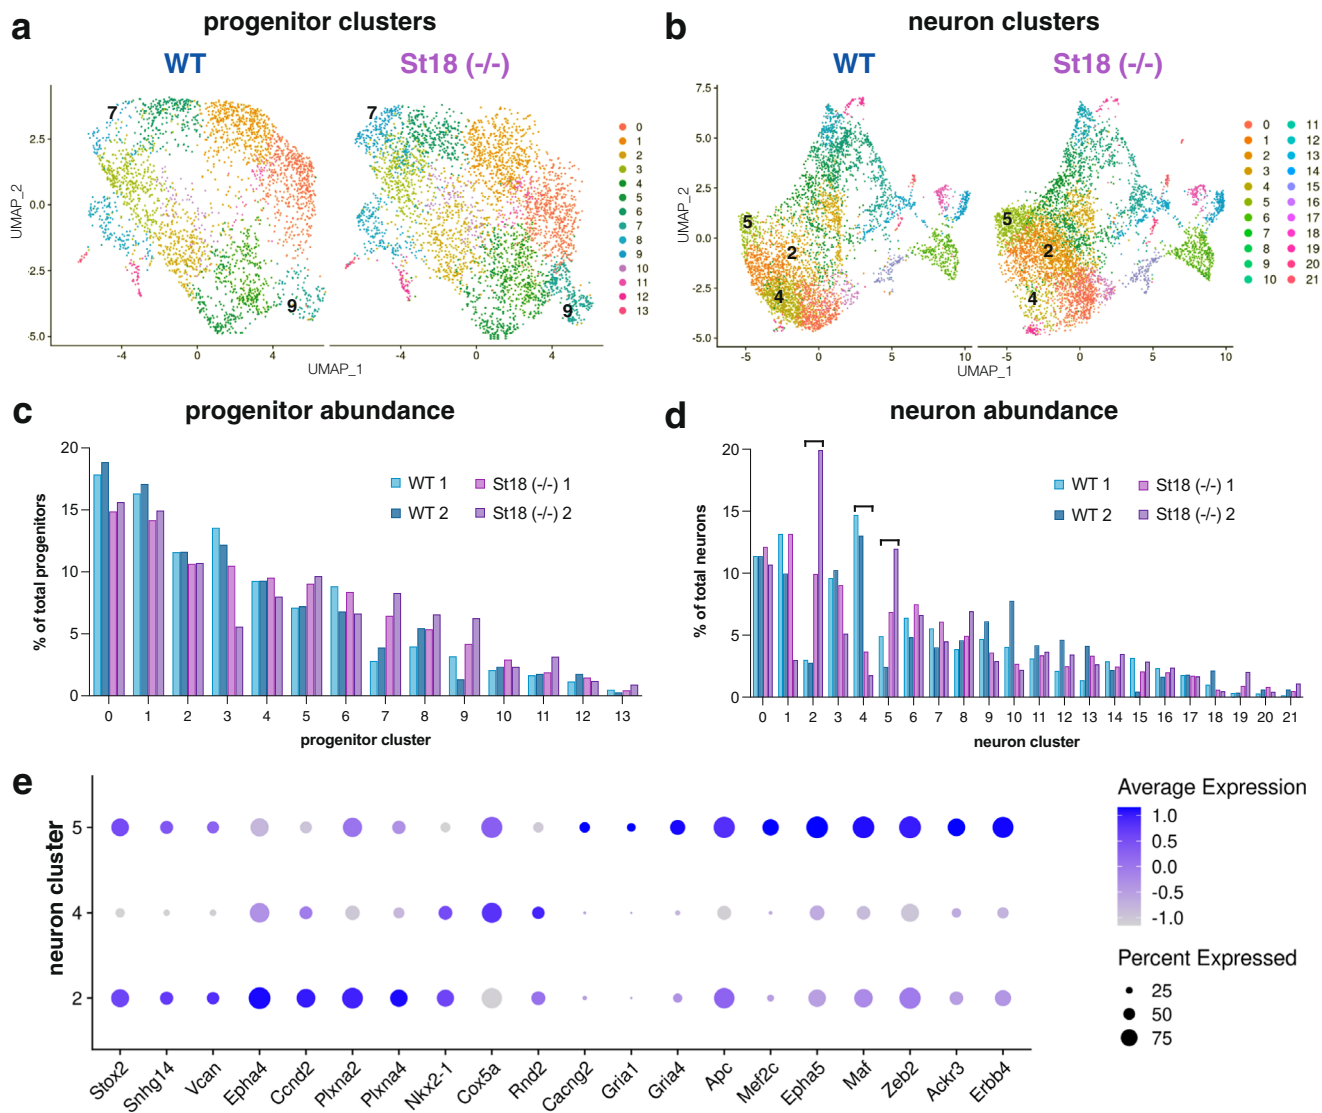 a
progenitor clusters
WT
St18 (-/-)
UMAP_2
2.5
0.0
-2.5
-5.0
7
9
7
9
-4
0
4
-4
0
4
UMAP_1
0
1
2
3
4
5
6
7
8
9
10
11
12
13
b
neuron clusters
WT
St18 (-/-)
UMAP_2
7.5
5.0
2.5
0.0
-2.5
-5.0
5
2
4
5
2
4
-5
0
5
10
-5
0
5
10
UMAP_1
0 11
1 12
2 13
3 14
4 15
5 16
6 17
7 18
8 19
9 20
10 21
c
progenitor abundance
% of total progenitors
20
15
10
5
0
WT 1 St18 (-/-) 1
WT 2 St18 (-/-) 2
0 1 2 3 4 5 6 7 8 9 10 11 12 13
progenitor cluster
d
neuron abundance
% of total neurons
20
15
10
5
0
WT 1 St18 (-/-) 1
WT 2 St18 (-/-) 2
0 1 2 3 4 5 6 7 8 9 10 11 12 13 14 15 16 17 18 19 20 21
neuron cluster
e
neuron cluster
5
4
2
Stox2 Snhg14 Vcan Epha4 Ccnd2 Plxna2 Plxna4 Nkx2-1 Cox5a Rnd2 Cacng2 Gria1 Gria4 Apc Mef2c Epha5 Maf Zeb2 Ackr3 Erbb4
Average Expression
1.0
0.5
0.0
-0.5
-1.0
Percent Expressed
25
50
75